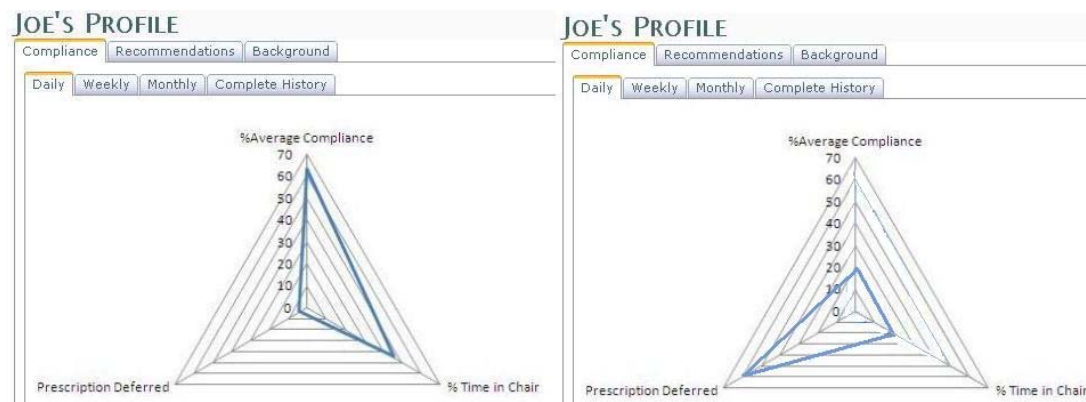 JOE'S PROFILE
Compliance Recommendations Background
Daily Weekly Monthly Complete History
%Average Compliance
70
60
50
40
30
20
10
0
Prescription Deferred
% Time in Chair
JOE'S PROFILE
Compliance Recommendations Background
Daily Weekly Monthly Complete History
%Average Compliance
70
60
50
40
30
20
10
0
Prescription Deferred
% Time in Chair